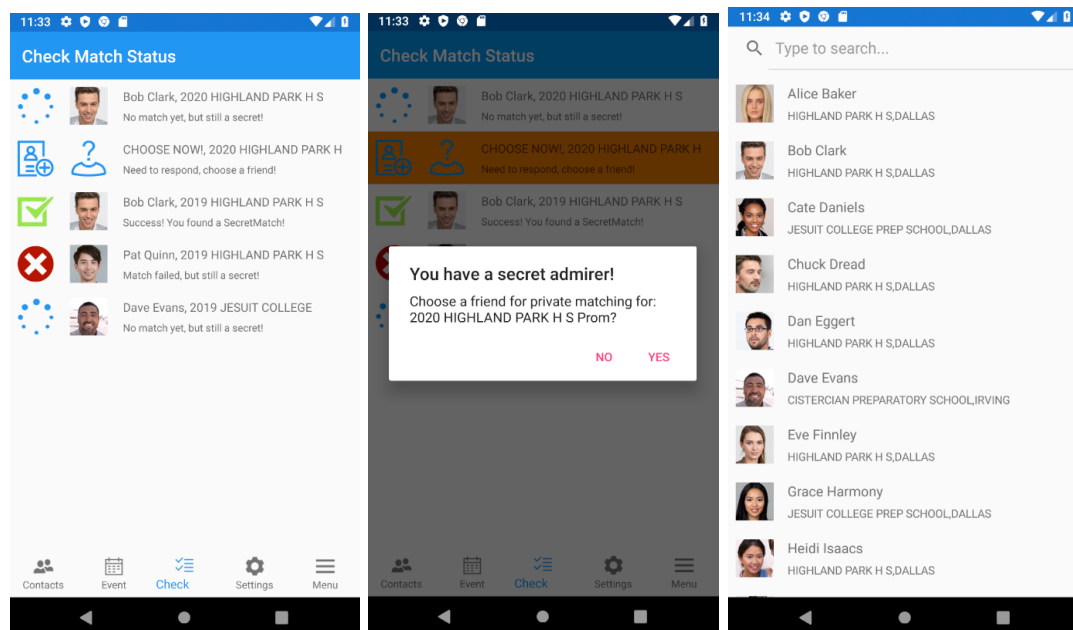 11:33
Check Match Status
Bob Clark, 2020 HIGHLAND PARK H S
No match yet, but still a secret!
CHOOSE NOW!, 2020 HIGHLAND PARK H
Need to respond, choose a friend!
Bob Clark, 2019 HIGHLAND PARK H S
Success! You found a SecretMatch!
Pat Quinn, 2019 HIGHLAND PARK H S
Match failed, but still a secret!
Dave Evans, 2019 JESUIT COLLEGE
No match yet, but still a secret!
Contacts
Event
Check
Settings
Menu
11:33
Check Match Status
Bob Clark, 2020 HIGHLAND PARK H S
No match yet, but still a secret!
CHOOSE NOW!, 2020 HIGHLAND PARK H
Need to respond, choose a friend!
Bob Clark, 2019 HIGHLAND PARK H S
Success! You found a SecretMatch!
You have a secret admirer!
Choose a friend for private matching for:
2020 HIGHLAND PARK H S Prom?
NO YES
Contacts
Event
Check
Settings
Menu
11:34
Type to search...
Alice Baker
HIGHLAND PARK H S,DALLAS
Bob Clark
HIGHLAND PARK H S,DALLAS
Cate Daniels
JESUIT COLLEGE PREP SCHOOL,DALLAS
Chuck Dread
HIGHLAND PARK H S,DALLAS
Dan Eggert
HIGHLAND PARK H S,DALLAS
Dave Evans
CISTERCIAN PREPARATORY SCHOOL,IRVING
Eve Finnley
HIGHLAND PARK H S,DALLAS
Grace Harmony
JESUIT COLLEGE PREP SCHOOL,DALLAS
Heidi Isaacs
HIGHLAND PARK H S,DALLAS